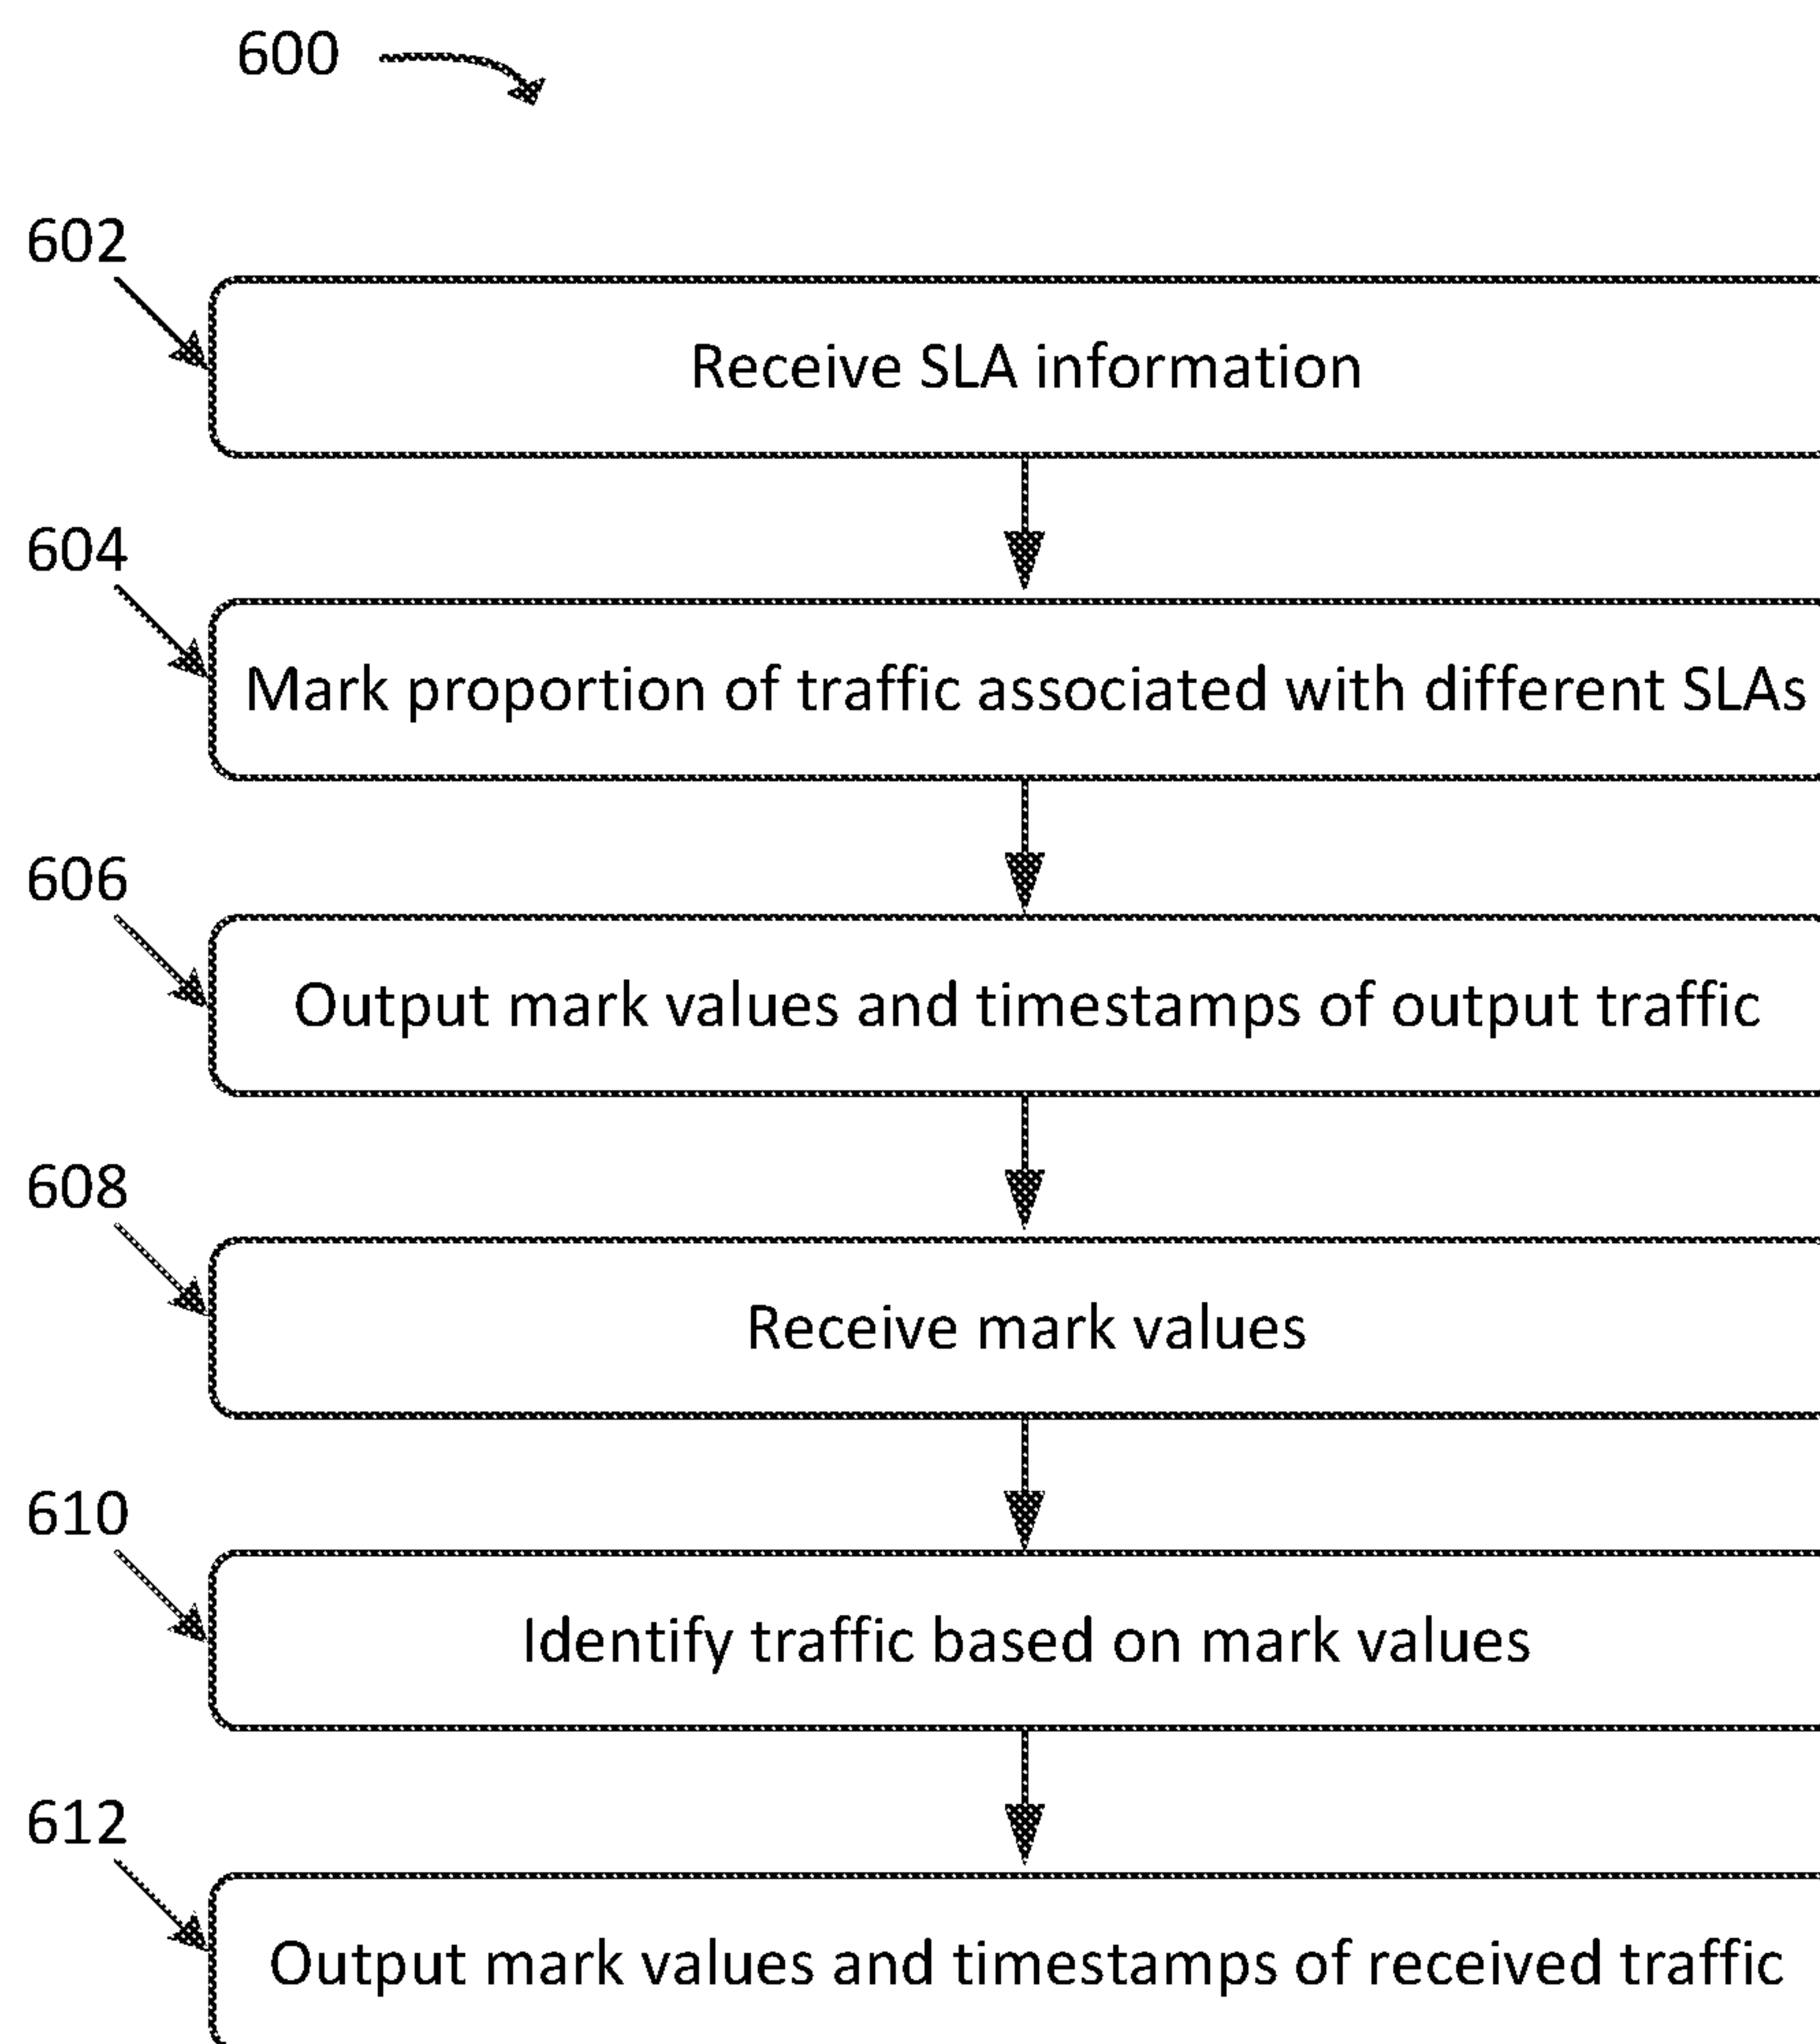 600
602
Receive SLA information
604
Mark proportion of traffic associated with different SLAs
606
Output mark values and timestamps of output traffic
608
Receive mark values
610
Identify traffic based on mark values
612
Output mark values and timestamps of received traffic